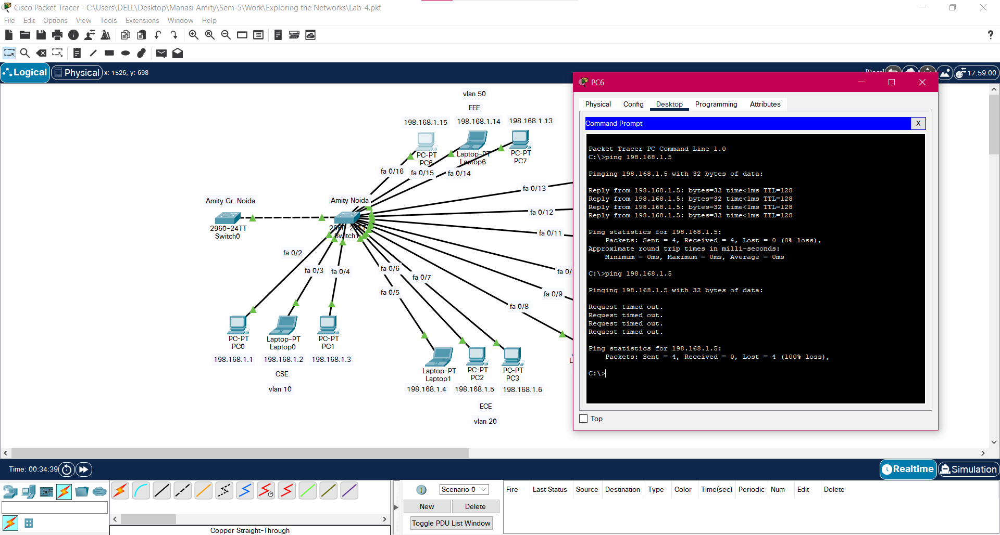 Cisco Packet Tracer - C:\Users\DELL\Desktop\Manasi Amity\Sem-5\Work\Exploring the Networks\Lab-4.pkt
File Edit Options View Tools Extensions Window Help
?
Logical Physical x: 1526, y: 698
[Root] 17:59:00
vlan 50
EEE
198.168.1.15 198.168.1.14 198.168.1.13
PC-PT
PC6
Laptop-PT
Laptop6
PC-PT
PC7
fa 0/16 fa 0/15 fa 0/14
fa 0/13
fa 0/12
fa 0/11
Amity Gr. Noida
Amity Noida
2960-24TT
Switch0
2960-24TT
Switch1
fa 0/2
fa 0/3 fa 0/4
fa 0/6
fa 0/7
fa 0/5
fa 0/
fa 0/9
fa 0/8
PC-PT
PC0
Laptop-PT
Laptop0
PC-PT
PC1
198.168.1.1 198.168.1.2 198.168.1.3
CSE
vlan 10
Laptop-PT
Laptop1
PC-PT
PC2
PC-PT
PC3
L
198.168.1.4 198.168.1.5 198.168.1.6
ECE
vlan 20
PC6
Physical Config Desktop Programming Attributes
Command Prompt X
Packet Tracer PC Command Line 1.0
C:\>ping 198.168.1.5
Pinging 198.168.1.5 with 32 bytes of data:
Reply from 198.168.1.5: bytes=32 time<1ms TTL=128
Reply from 198.168.1.5: bytes=32 time<1ms TTL=128
Reply from 198.168.1.5: bytes=32 time<1ms TTL=128
Reply from 198.168.1.5: bytes=32 time<1ms TTL=128
Ping statistics for 198.168.1.5:
Packets: Sent = 4, Received = 4, Lost = 0 (0% loss),
Approximate round trip times in milli-seconds:
Minimum = 0ms, Maximum = 0ms, Average = 0ms
C:\>ping 198.168.1.5
Pinging 198.168.1.5 with 32 bytes of data:
Request timed out.
Request timed out.
Request timed out.
Request timed out.
Ping statistics for 198.168.1.5:
Packets: Sent = 4, Received = 0, Lost = 4 (100% loss),
C:\>
Top
Time: 00:34:39
Realtime Simulation
Scenario 0
New Delete
Toggle PDU List Window
Fire Last Status Source Destination Type Color Time(sec) Periodic Num Edit Delete
Copper Straight-Through